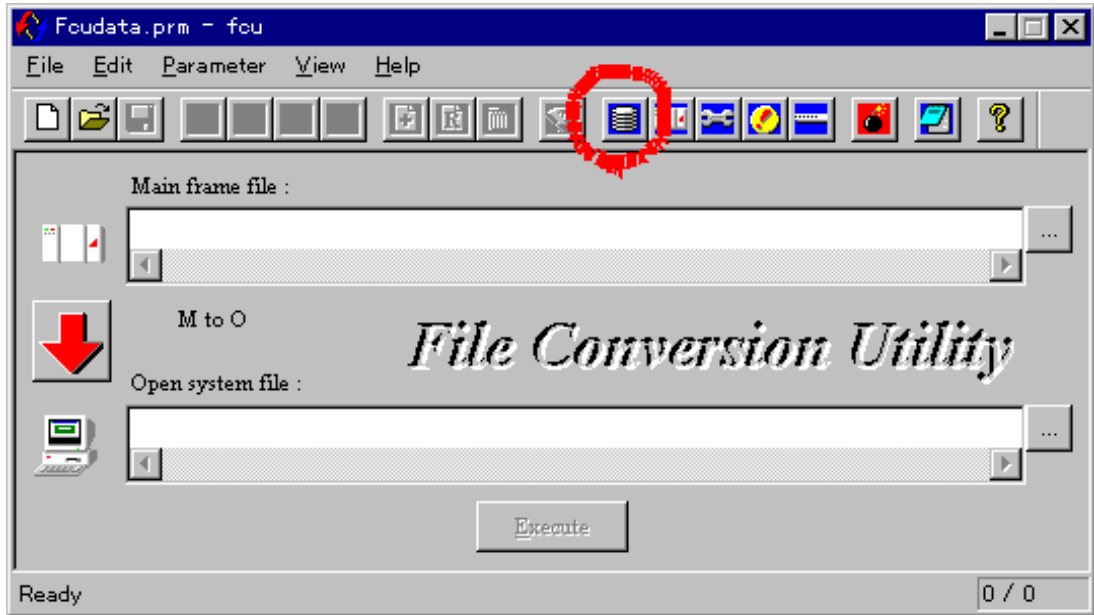 Fcudata.prm - fcu
File Edit Parameter View Help
Main frame file :
...
M to O
File Conversion Utility
Open system file :
...
Execute
Ready 0 / 0